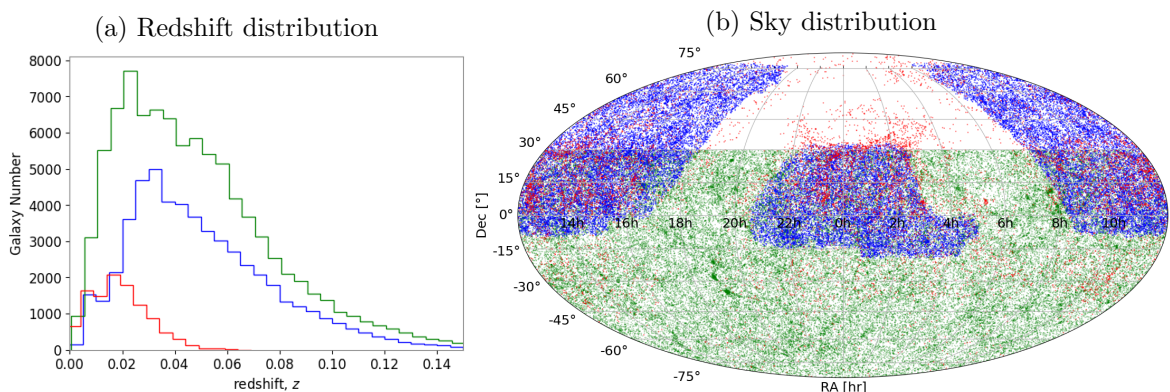 (a) Redshift distribution
8000
7000
6000
5000
4000
3000
2000
1000
0
Galaxy Number
0.00 0.02 0.04 0.06 0.08 0.10 0.12 0.14
redshift, z
(b) Sky distribution
75°
60°
45°
30°
15°
0°
-15°
-30°
-45°
-60°
-75°
Dec [°]
14h 16h 18h 20h 22h 0h 2h 4h 6h 8h 10h
RA [hr]